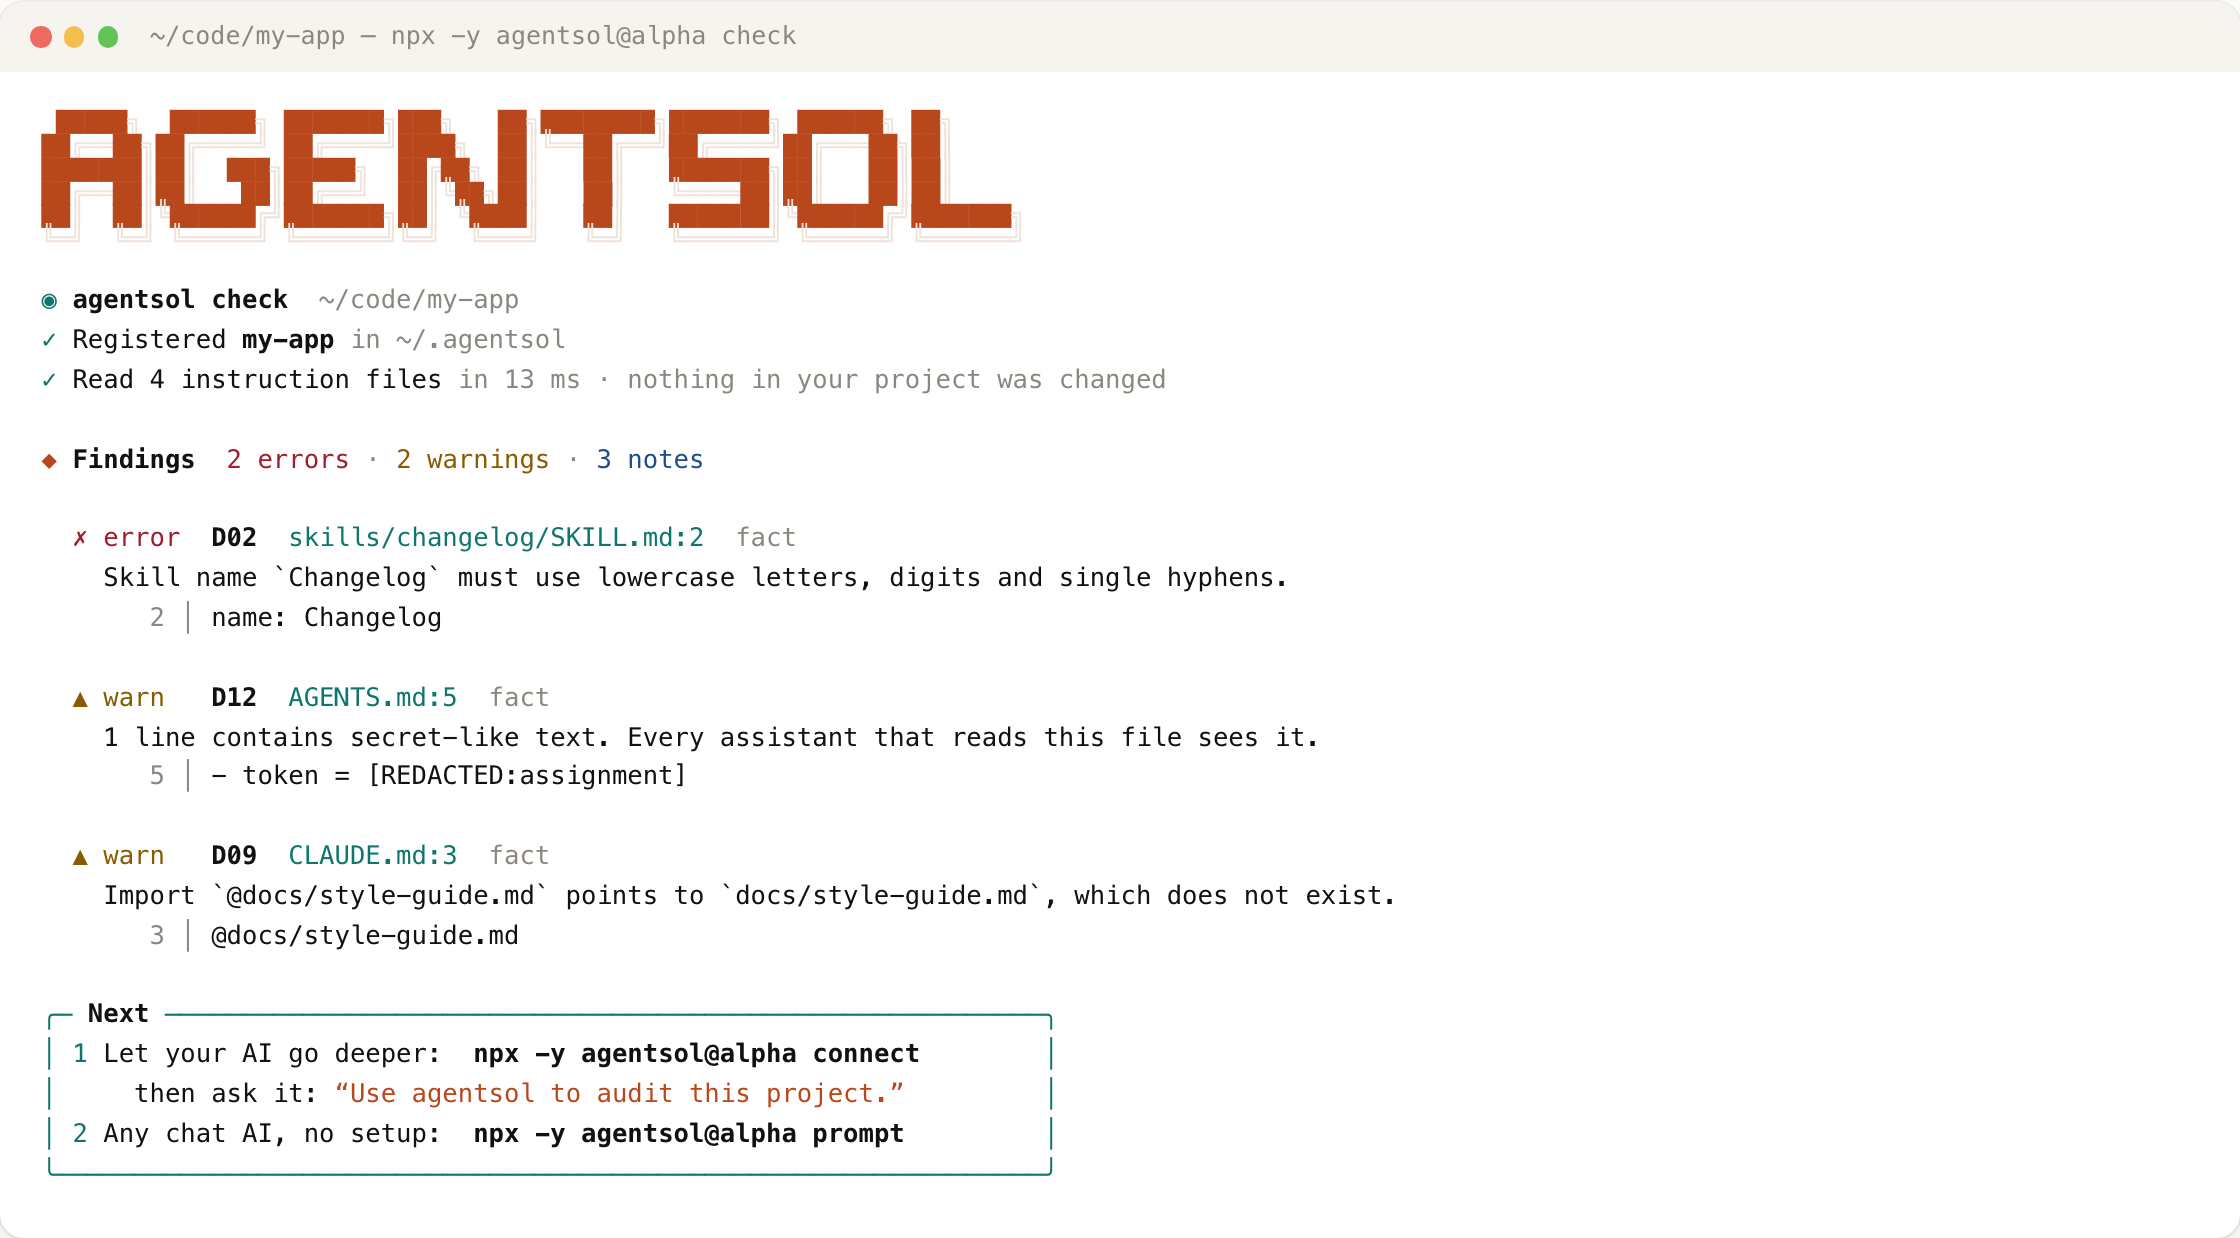 ~/code/my-app — npx -y agentsol@alpha check
AGENTSOL
◉ agentsol check ~/code/my-app
✓ Registered my-app in ~/.agentsol
✓ Read 4 instruction files in 13 ms · nothing in your project was changed
◆ Findings 2 errors · 2 warnings · 3 notes
✗ error D02 skills/changelog/SKILL.md:2 fact
Skill name `Changelog` must use lowercase letters, digits and single hyphens.
2 │ name: Changelog
▲ warn D12 AGENTS.md:5 fact
1 line contains secret-like text. Every assistant that reads this file sees it.
5 │ - token = [REDACTED:assignment]
▲ warn D09 CLAUDE.md:3 fact
Import `@docs/style-guide.md` points to `docs/style-guide.md`, which does not exist.
3 │ @docs/style-guide.md
Next
1 Let your AI go deeper: npx -y agentsol@alpha connect
then ask it: “Use agentsol to audit this project.”
2 Any chat AI, no setup: npx -y agentsol@alpha prompt